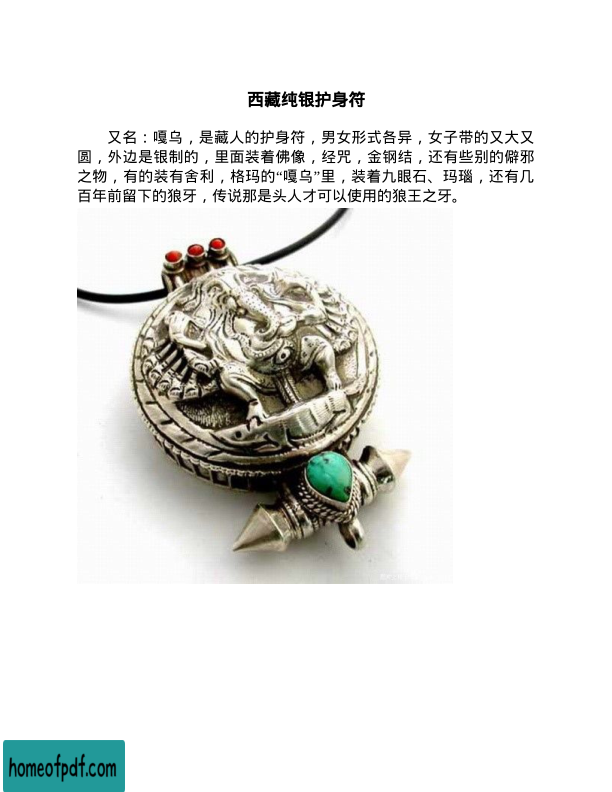 西藏纯银护身符
又名：嘎乌，是藏人的护身符，男女形式各异，女子带的又大又
圆，外边是银制的，里面装着佛像，经咒，金钢结，还有些别的僻邪
之物，有的装有舍利，格玛的“嘎乌”里，装着九眼石、玛瑙，还有几
百年前留下的狼牙，传说那是头人才可以使用的狼王之牙。
homeofpdf.com